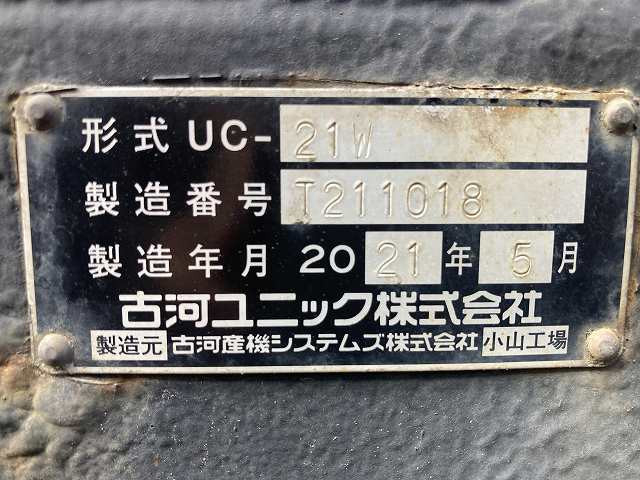 形式 UC- 21W
製造番号 T211018
製造年月 2021年5月
古河ユニック株式会社
製造元 古河産機システムズ株式会社 小山工場